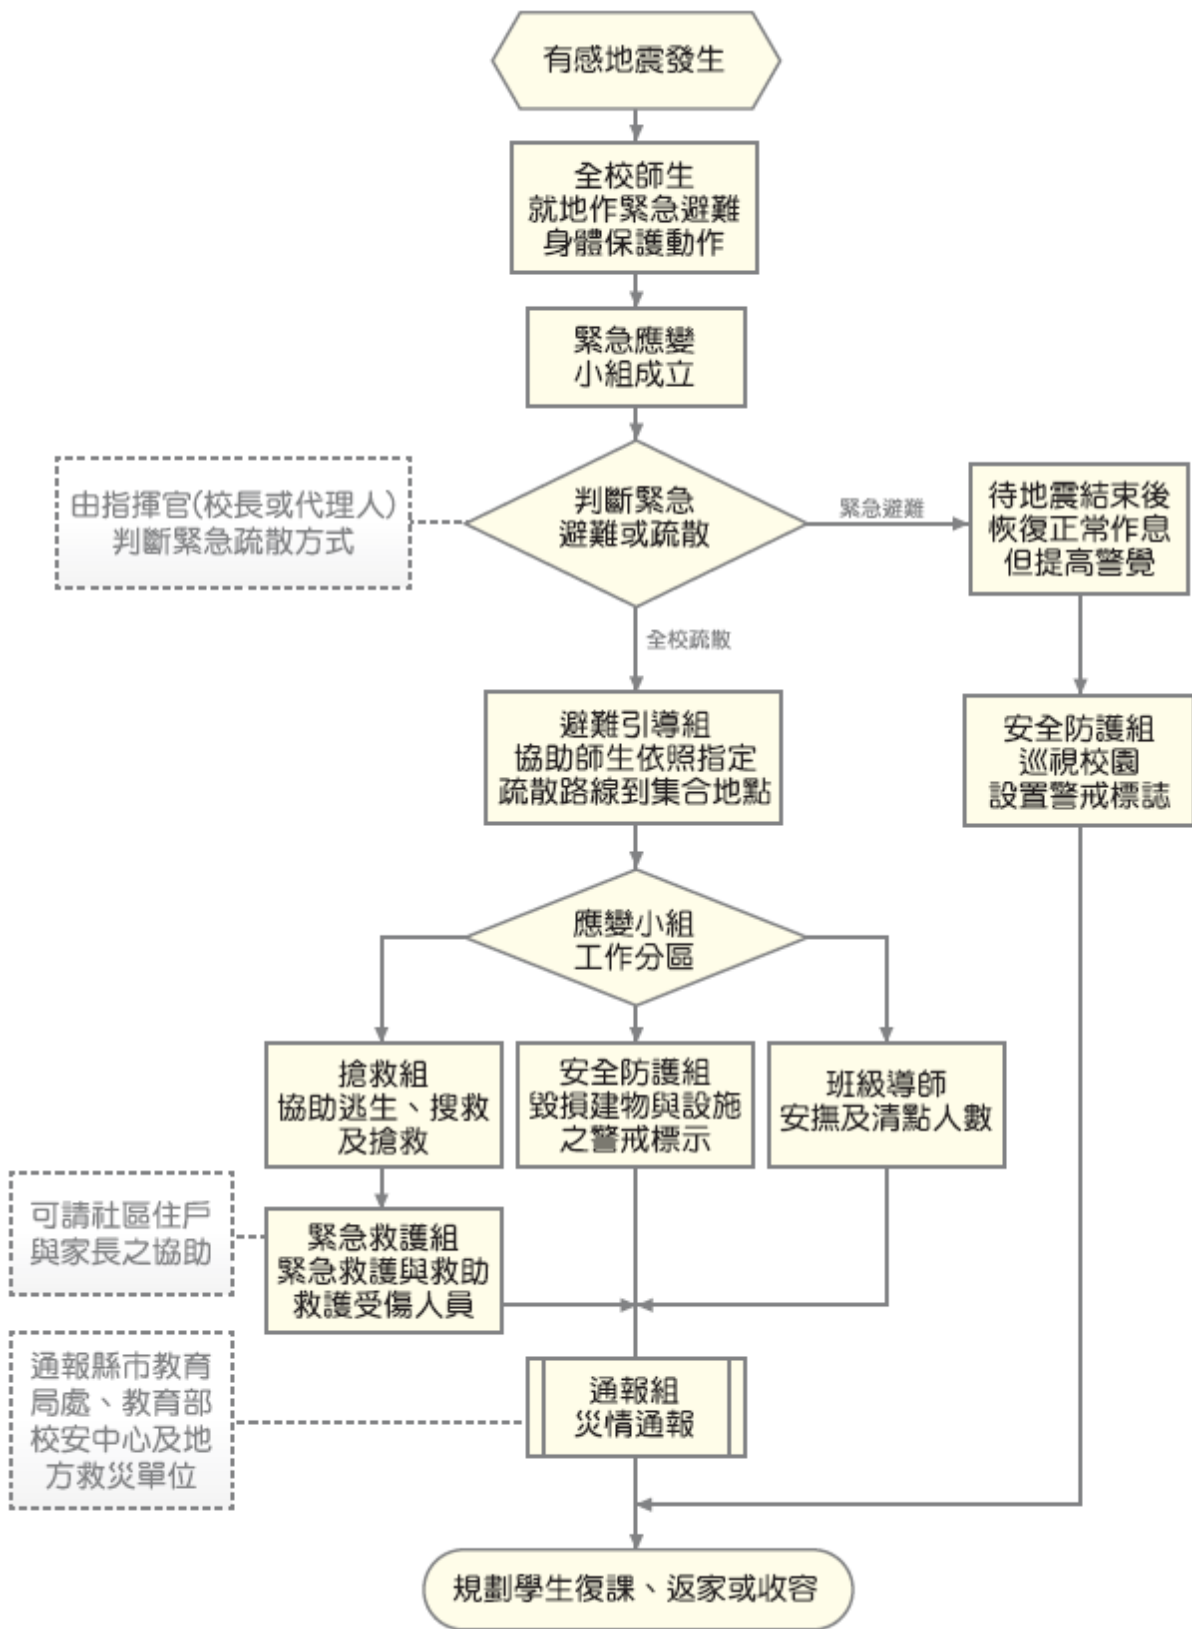 有感地震發生
全校師生
就地作緊急避難
身體保護動作
緊急應變
小組成立
由指揮官(校長或代理人)
判斷緊急疏散方式
判斷緊急
避難或疏散
緊急避難
待地震結束後
恢復正常作息
但提高警覺
全校疏散
避難引導組
協助師生依照指定
疏散路線到集合地點
安全防護組
巡視校園
設置警戒標誌
應變小組
工作分區
搶救組
協助逃生、搜救
及搶救
安全防護組
毀損建物與設施
之警戒標示
班級導師
安撫及清點人數
可請社區住戶
與家長之協助
緊急救護組
緊急救護與救助
救護受傷人員
通報縣市教育
局處、教育部
校安中心及地
方救災單位
通報組
災情通報
規劃學生復課、返家或收容